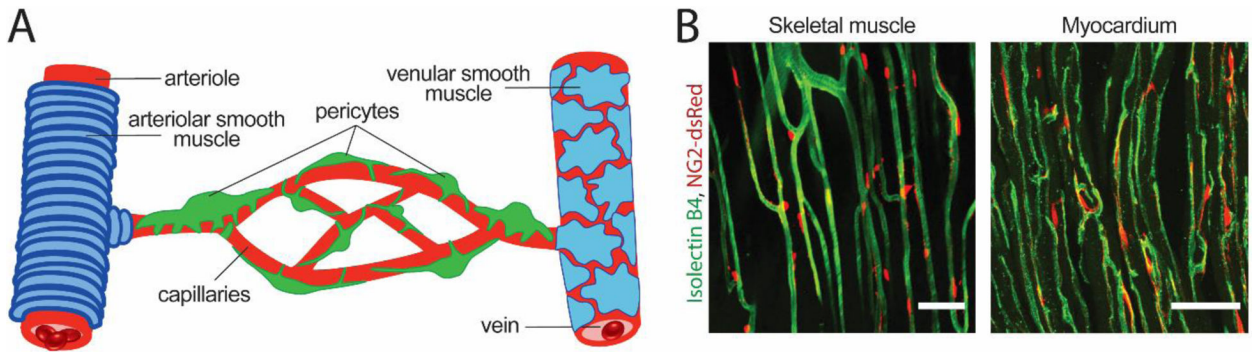 A
arteriole
arteriolar smooth
muscle
pericytes
capillaries
venular smooth
muscle
vein
B
Skeletal muscle
Myocardium
Isolectin B4, NG2-dsRed